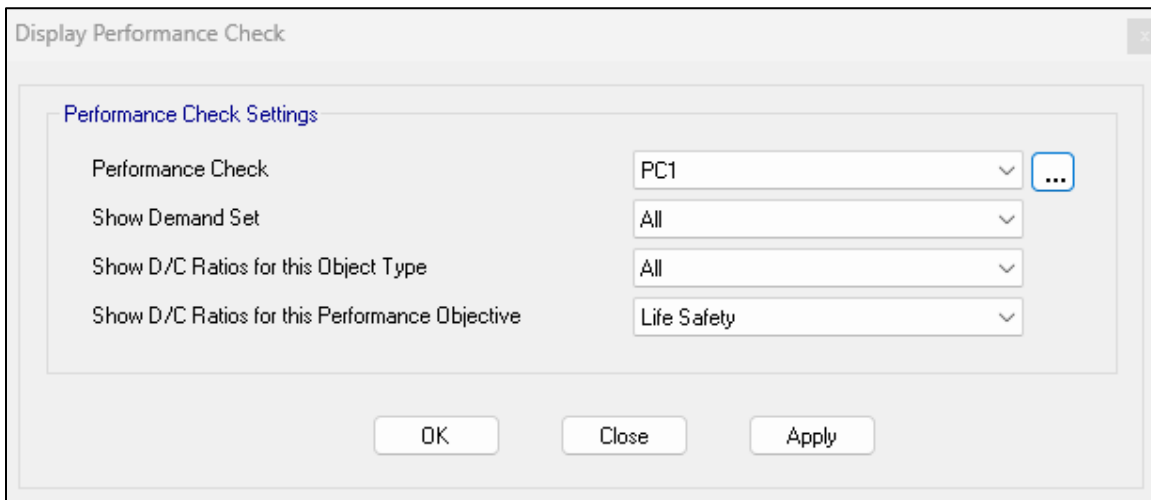 Display Performance Check
x
Performance Check Settings
Performance Check PC1 ...
Show Demand Set All
Show D/C Ratios for this Object Type All
Show D/C Ratios for this Performance Objective Life Safety
OK Close Apply